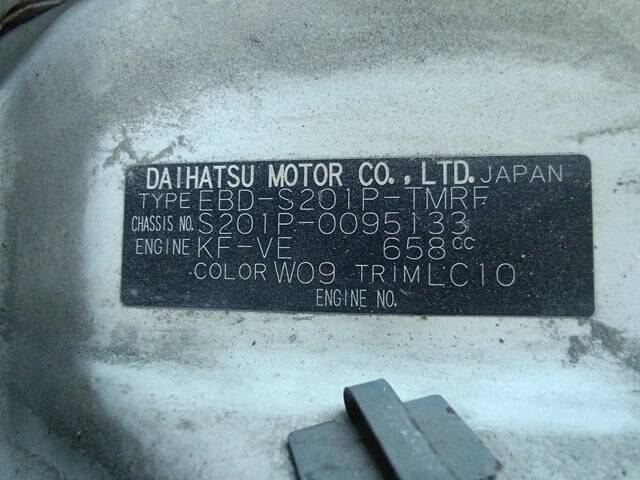 DAIHATSU MOTOR CO.,LTD. JAPAN
TYPE EBD-S201P-TMRF
CHASSIS NO. S201P-0095133
ENGINE KF-VE 658cc
COLOR W09 TRIM LC10
ENGINE NO.